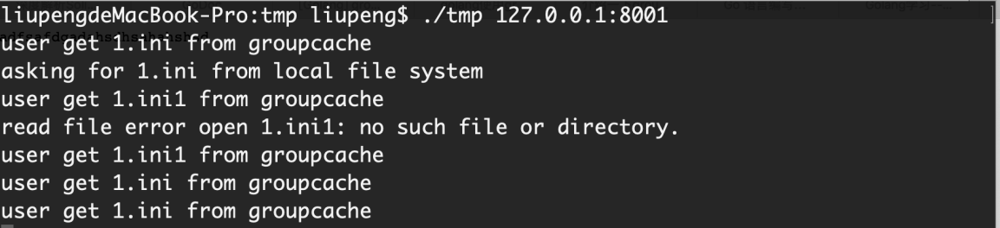 liupengdeMacBook-Pro:tmp liupeng$ ./tmp 127.0.0.1:8001
user get 1.ini from groupcache
asking for 1.ini from local file system
user get 1.ini1 from groupcache
read file error open 1.ini1: no such file or directory.
user get 1.ini1 from groupcache
user get 1.ini from groupcache
user get 1.ini from groupcache